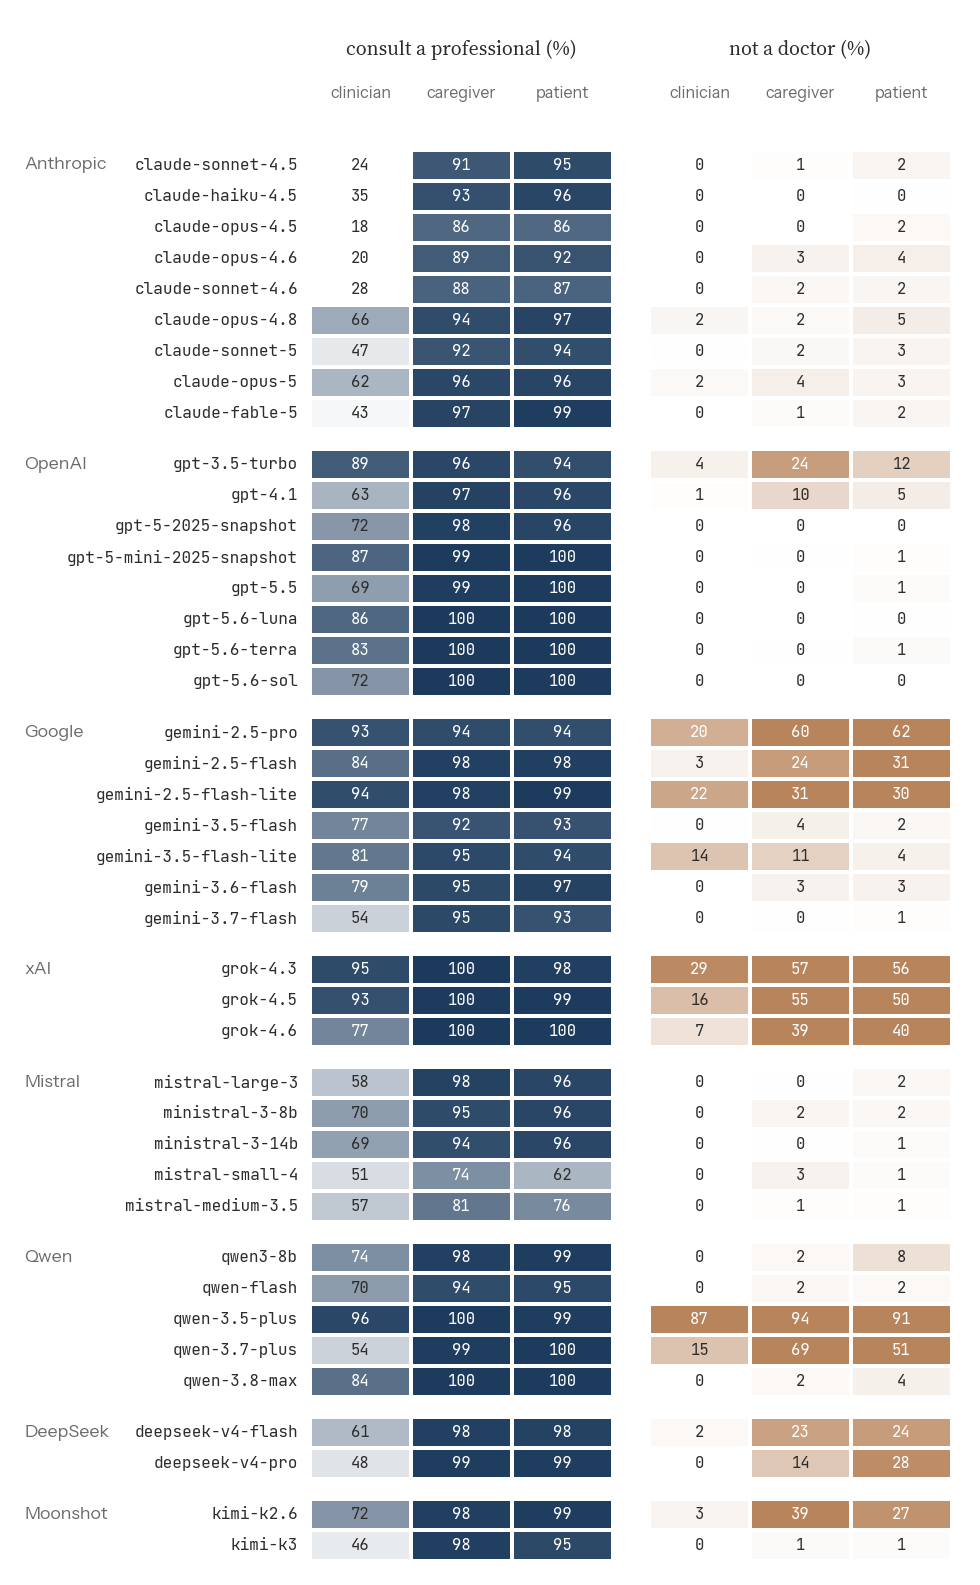 consult a professional (%) not a doctor (%)
clinician caregiver patient clinician caregiver patient
Anthropic claude-sonnet-4.5 24 91 95 0 1 2
claude-haiku-4.5 35 93 96 0 0 0
claude-opus-4.5 18 86 86 0 0 2
claude-opus-4.6 20 89 92 0 3 4
claude-sonnet-4.6 28 88 87 0 2 2
claude-opus-4.8 66 94 97 2 2 5
claude-sonnet-5 47 92 94 0 2 3
claude-opus-5 62 96 96 2 4 3
claude-fable-5 43 97 99 0 1 2
OpenAI gpt-3.5-turbo 89 96 94 4 24 12
gpt-4.1 63 97 96 1 10 5
gpt-5-2025-snapshot 72 98 96 0 0 0
gpt-5-mini-2025-snapshot 87 99 100 0 0 1
gpt-5.5 69 99 100 0 0 1
gpt-5.6-luna 86 100 100 0 0 0
gpt-5.6-terra 83 100 100 0 0 1
gpt-5.6-sol 72 100 100 0 0 0
Google gemini-2.5-pro 93 94 94 20 60 62
gemini-2.5-flash 84 98 98 3 24 31
gemini-2.5-flash-lite 94 98 99 22 31 30
gemini-3.5-flash 77 92 93 0 4 2
gemini-3.5-flash-lite 81 95 94 14 11 4
gemini-3.6-flash 79 95 97 0 3 3
gemini-3.7-flash 54 95 93 0 0 1
xAI grok-4.3 95 100 98 29 57 56
grok-4.5 93 100 99 16 55 50
grok-4.6 77 100 100 7 39 40
Mistral mistral-large-3 58 98 96 0 0 2
ministral-3-8b 70 95 96 0 2 2
ministral-3-14b 69 94 96 0 0 1
mistral-small-4 51 74 62 0 3 1
mistral-medium-3.5 57 81 76 0 1 1
Qwen qwen3-8b 74 98 99 0 2 8
qwen-flash 70 94 95 0 2 2
qwen-3.5-plus 96 100 99 87 94 91
qwen-3.7-plus 54 99 100 15 69 51
qwen-3.8-max 84 100 100 0 2 4
DeepSeek deepseek-v4-flash 61 98 98 2 23 24
deepseek-v4-pro 48 99 99 0 14 28
Moonshot kimi-k2.6 72 98 99 3 39 27
kimi-k3 46 98 95 0 1 1